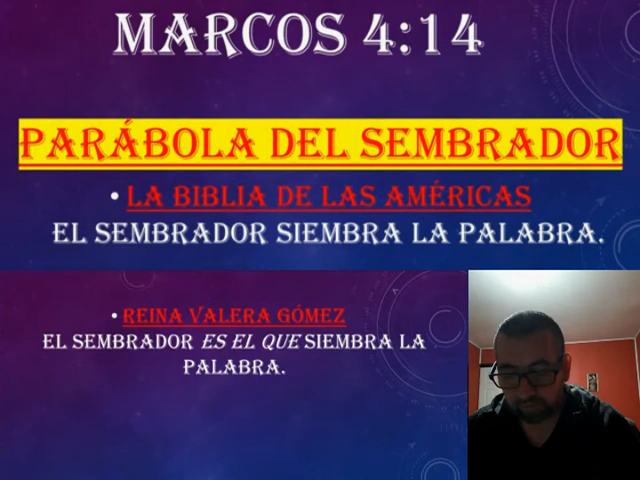 MARCOS 4:14
PARÁBOLA DEL SEMBRADOR
• LA BIBLIA DE LAS AMÉRICAS
EL SEMBRADOR SIEMBRA LA PALABRA.
• REINA VALERA GÓMEZ
EL SEMBRADOR ES EL QUE SIEMBRA LA
PALABRA.